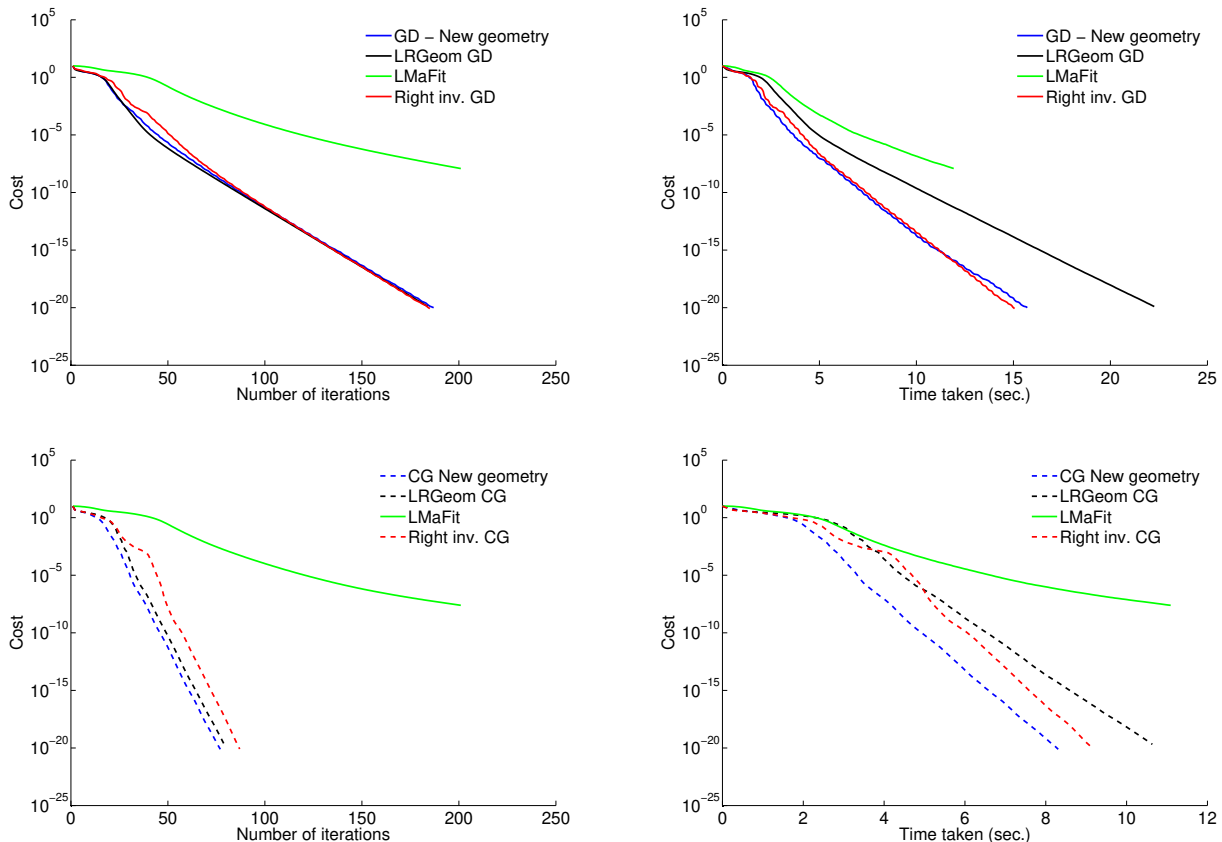 10^5
10^0
10^-5
10^-10
10^-15
10^-20
10^-25
Cost
0 50 100 150 200 250
Number of iterations
GD – New geometry
LRGeom GD
LMaFit
Right inv. GD
10^5
10^0
10^-5
10^-10
10^-15
10^-20
10^-25
Cost
0 5 10 15 20 25
Time taken (sec.)
GD – New geometry
LRGeom GD
LMaFit
Right inv. GD
10^5
10^0
10^-5
10^-10
10^-15
10^-20
10^-25
Cost
0 50 100 150 200 250
Number of iterations
CG New geometry
LRGeom CG
LMaFit
Right inv. CG
10^5
10^0
10^-5
10^-10
10^-15
10^-20
10^-25
Cost
0 2 4 6 8 10 12
Time taken (sec.)
CG New geometry
LRGeom CG
LMaFit
Right inv. CG